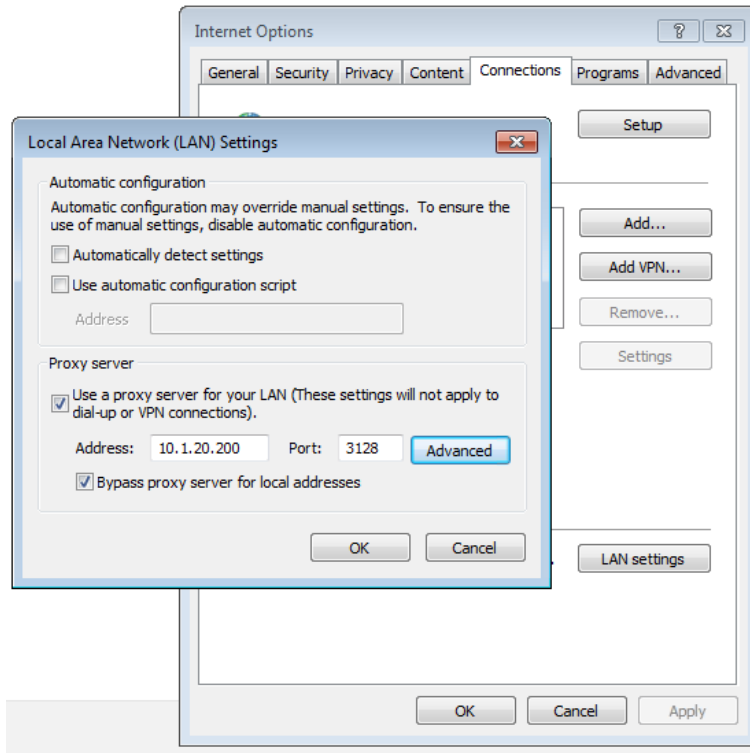 Internet Options
General Security Privacy Content Connections Programs Advanced
Setup
Add...
Add VPN...
Remove...
Settings
LAN settings
OK Cancel Apply
Local Area Network (LAN) Settings
Automatic configuration
Automatic configuration may override manual settings. To ensure the
use of manual settings, disable automatic configuration.
Automatically detect settings
Use automatic configuration script
Address
Proxy server
Use a proxy server for your LAN (These settings will not apply to
dial-up or VPN connections).
Address: 10.1.20.200 Port: 3128 Advanced
Bypass proxy server for local addresses
OK Cancel